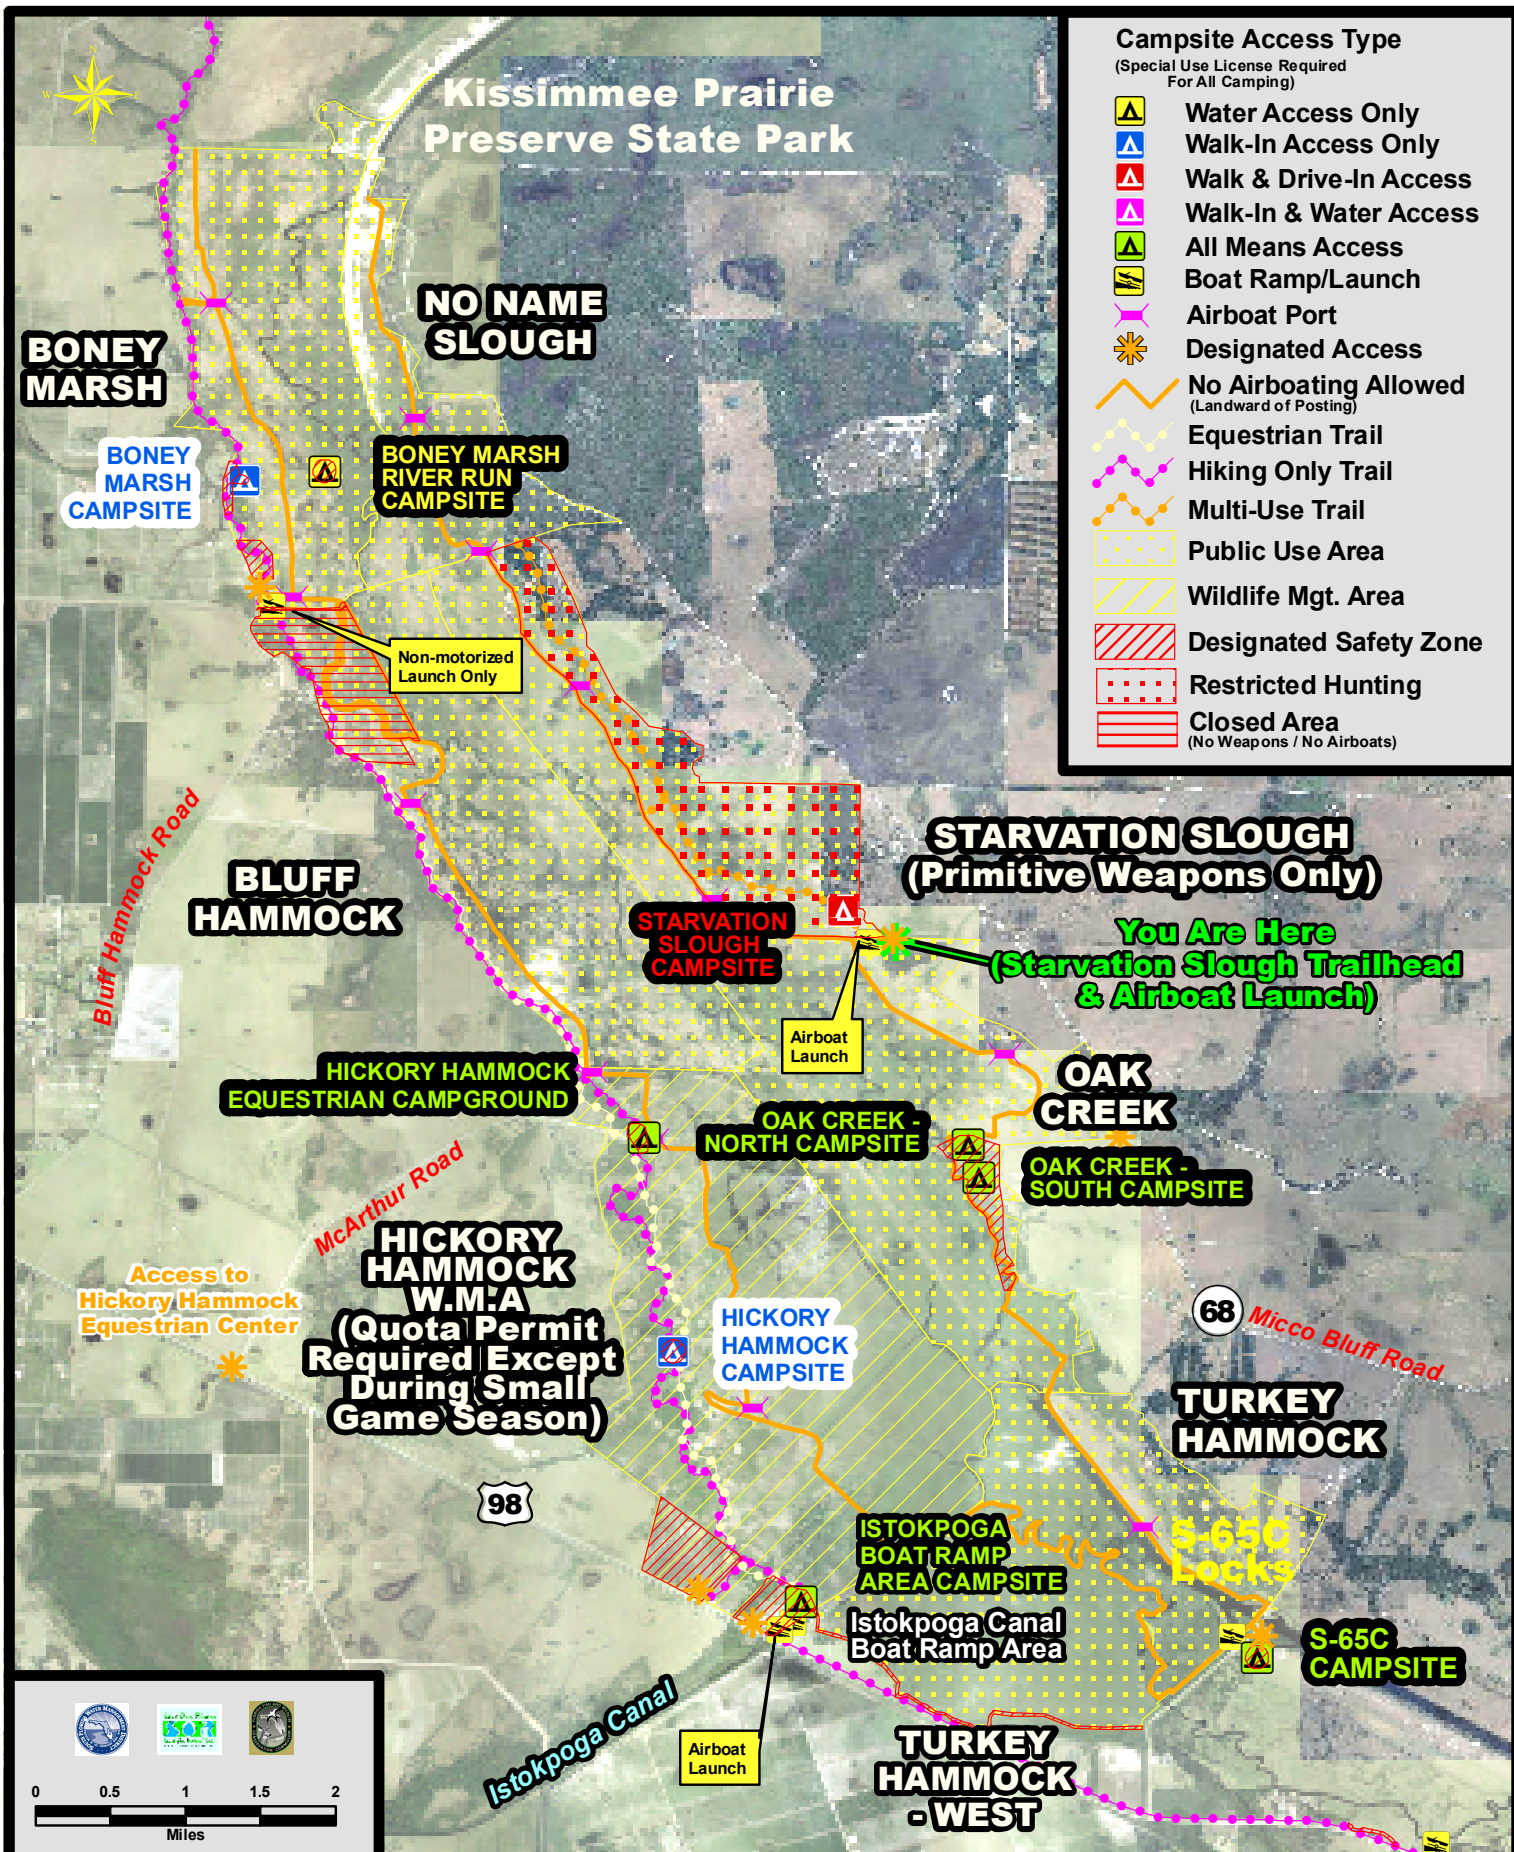 Campsite Access Type
(Special Use License Required
For All Camping)
Water Access Only
Walk-In Access Only
Walk & Drive-In Access
Walk-In & Water Access
All Means Access
Boat Ramp/Launch
Airboat Port
Designated Access
No Airboating Allowed
(Landward of Posting)
Equestrian Trail
Hiking Only Trail
Multi-Use Trail
Public Use Area
Wildlife Mgt. Area
Designated Safety Zone
Restricted Hunting
Closed Area
(No Weapons / No Airboats)
N
W
E
S
Kissimmee Prairie
Preserve State Park
NO NAME
SLOUGH
BONEY
MARSH
BONEY
MARSH
CAMPSITE
BONEY MARSH
RIVER RUN
CAMPSITE
Non-motorized
Launch Only
Bluff Hammock Road
BLUFF
HAMMOCK
STARVATION SLOUGH
(Primitive Weapons Only)
STARVATION
SLOUGH
CAMPSITE
You Are Here
(Starvation Slough Trailhead
& Airboat Launch)
Airboat
Launch
HICKORY HAMMOCK
EQUESTRIAN CAMPGROUND
OAK
CREEK
OAK CREEK -
NORTH CAMPSITE
OAK CREEK -
SOUTH CAMPSITE
McArthur Road
HICKORY
HAMMOCK
W.M.A
(Quota Permit
Required Except
During Small
Game Season)
Access to
Hickory Hammock
Equestrian Center
HICKORY
HAMMOCK
CAMPSITE
68
Micco Bluff Road
TURKEY
HAMMOCK
98
ISTOKPOGA
BOAT RAMP
AREA CAMPSITE
Istokpoga Canal
Boat Ramp Area
S-65C
Locks
S-65C
CAMPSITE
Istokpoga Canal
Airboat
Launch
TURKEY
HAMMOCK
- WEST
0 0.5 1 1.5 2
Miles